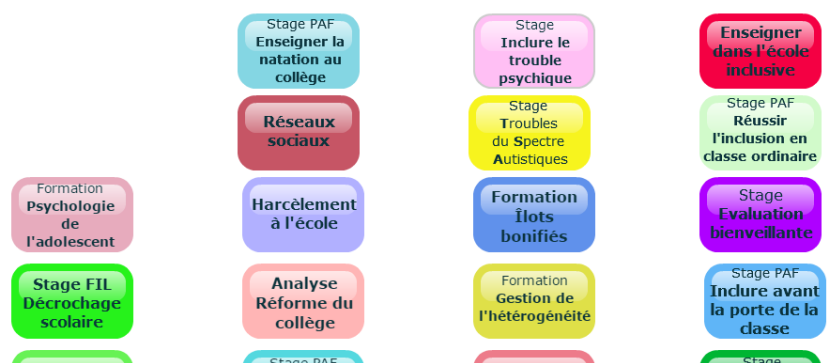 Stage PAF
Enseigner la
natation au
collège
Stage
Inclure le
trouble
psychique
Enseigner
dans l'école
inclusive
Réseaux
sociaux
Stage
Troubles
du Spectre
Autistiques
Stage PAF
Réussir
l'inclusion en
classe ordinaire
Formation
Psychologie
de
l'adolescent
Harcèlement
à l'école
Formation
Îlots
bonifiés
Stage
Evaluation
bienveillante
Stage FIL
Décrochage
scolaire
Analyse
Réforme du
collège
Formation
Gestion de
l'hétérogénéité
Stage PAF
Inclure avant
la porte de la
classe
Stage PAF
Stage